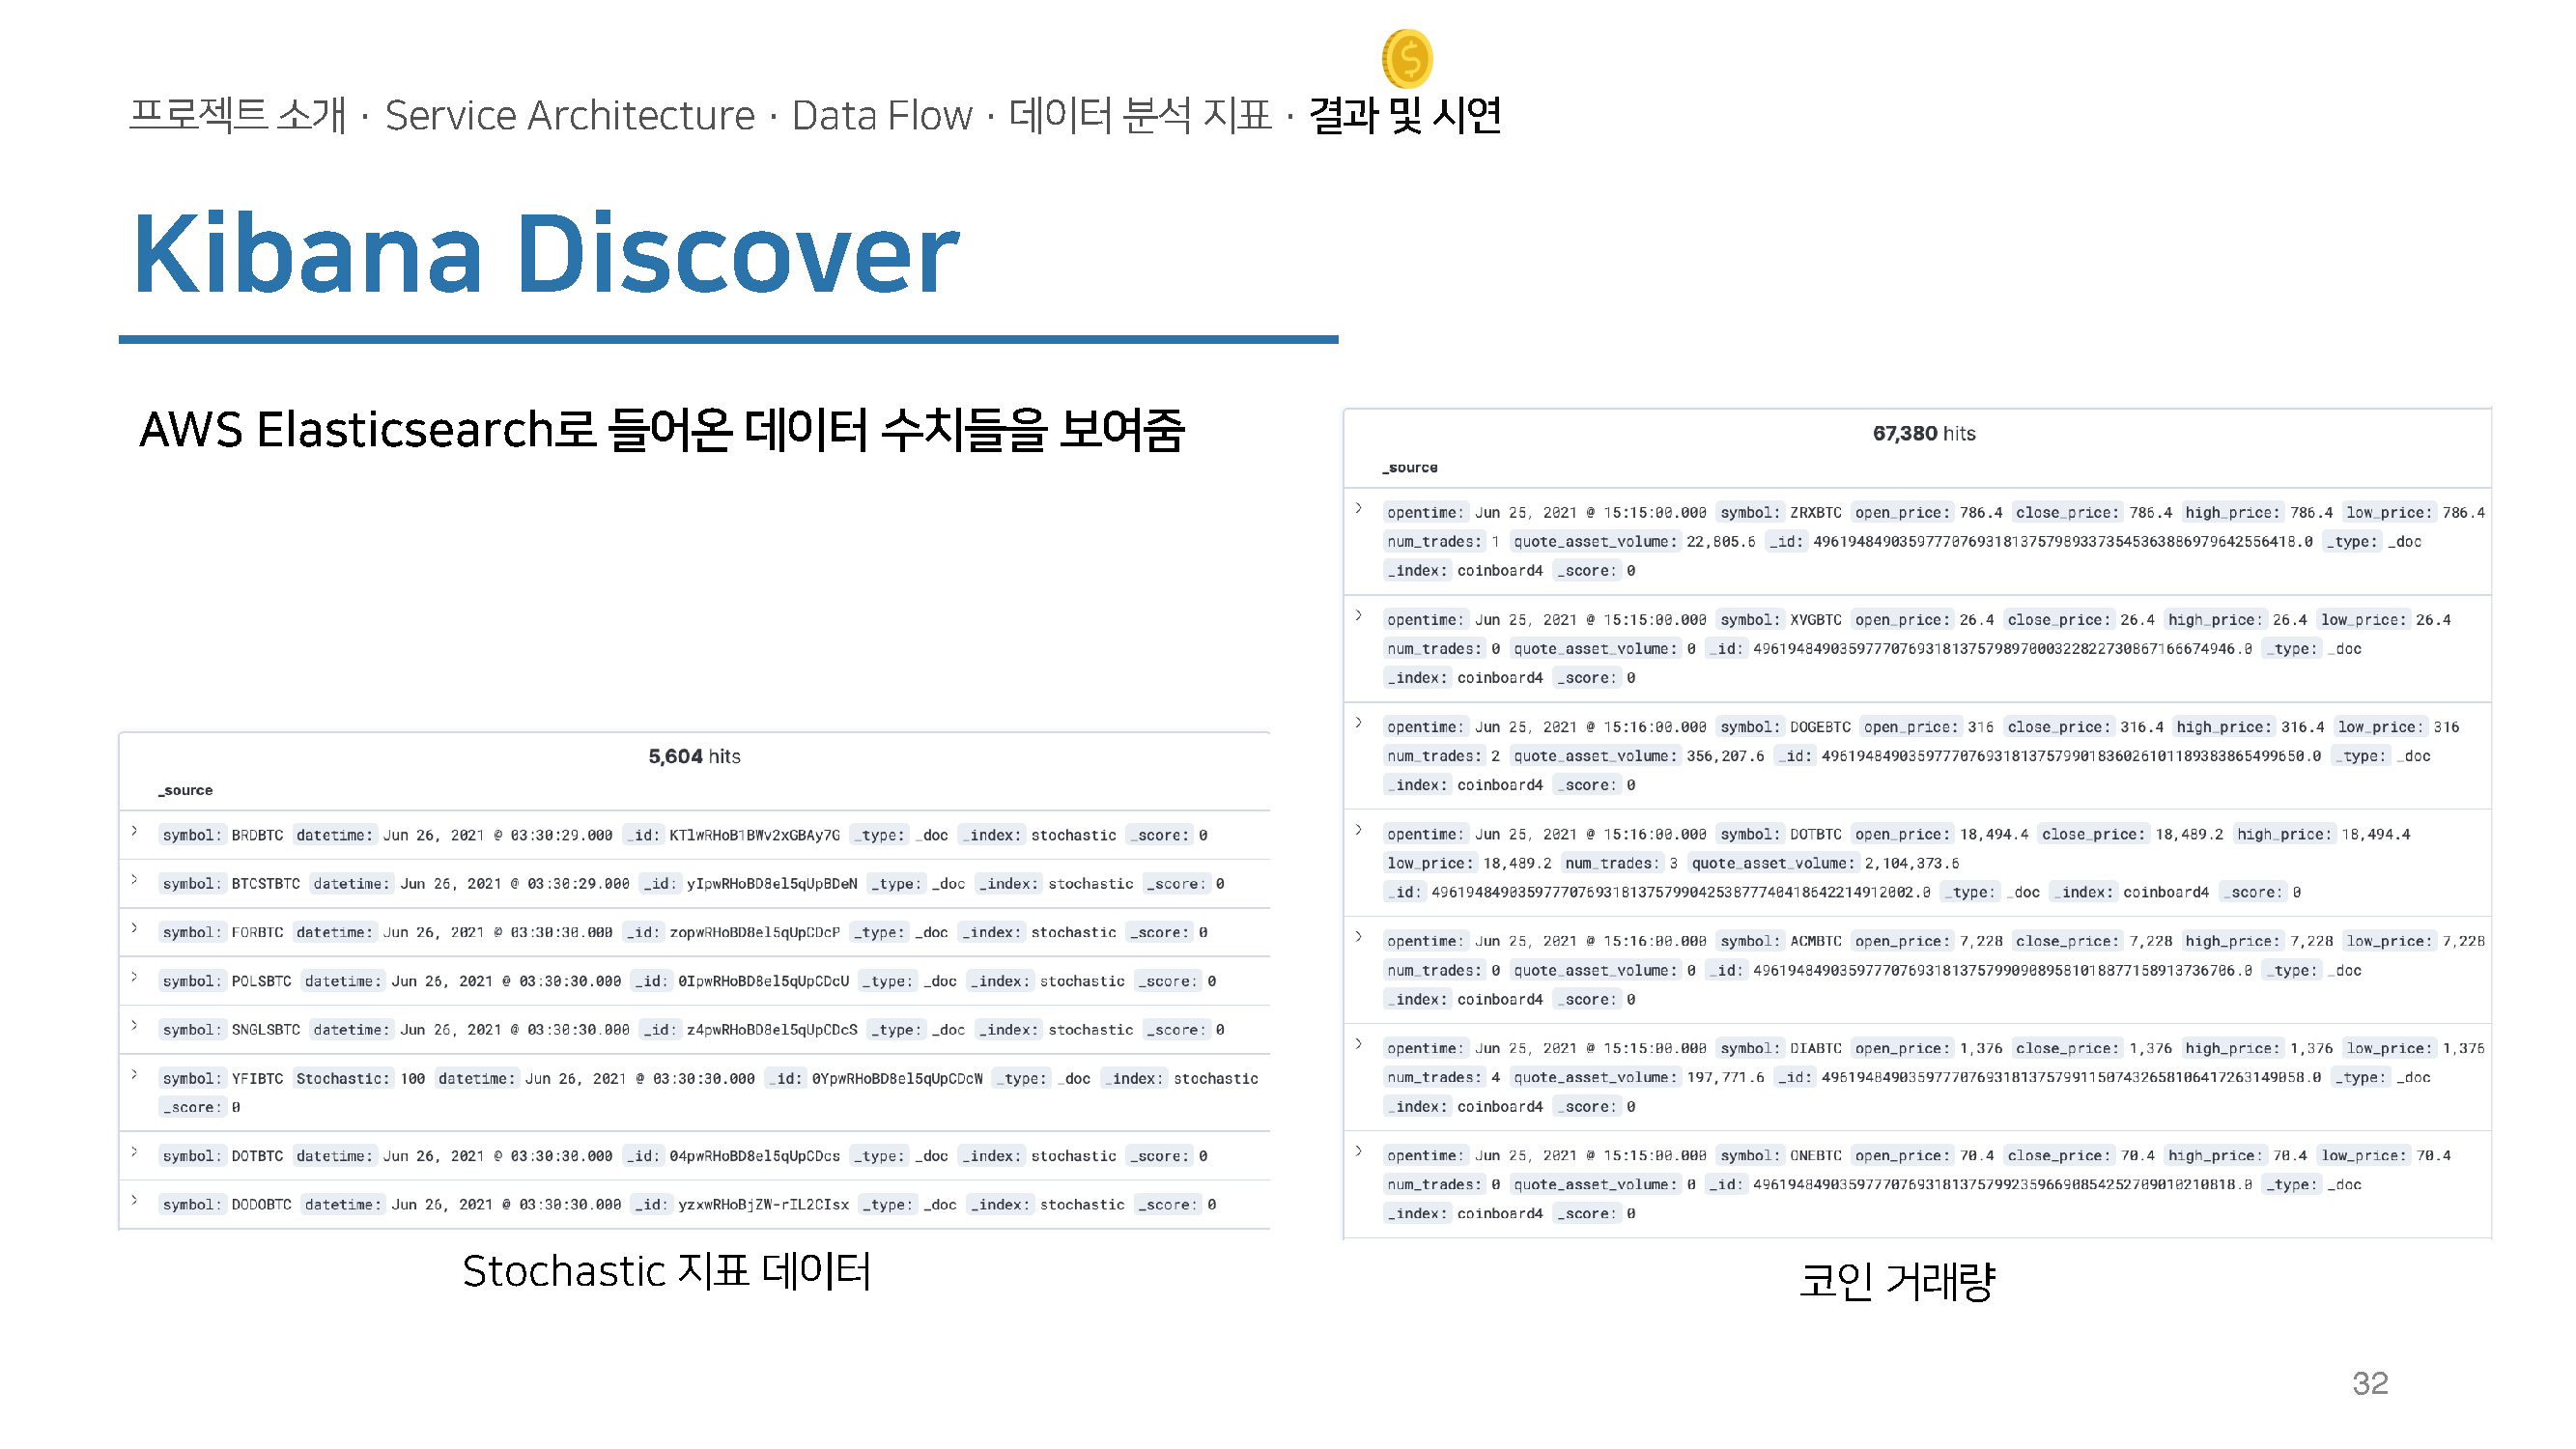 프로젝트 소개 · Service Architecture · Data Flow · 데이터 분석 지표 · 결과 및 시연
Kibana Discover
AWS Elasticsearch로 들어온 데이터 수치들을 보여줌
5,604 hits
_source
symbol: BRDBTC datetime: Jun 26, 2021 @ 03:30:29.000 _id: KTlwRHoB1BWv2xGBAy7G _type: _doc _index: stochastic _score: 0
symbol: BTCSTBTC datetime: Jun 26, 2021 @ 03:30:29.000 _id: yIpwRHoBD8el5qUpBDeN _type: _doc _index: stochastic _score: 0
symbol: FORBTC datetime: Jun 26, 2021 @ 03:30:30.000 _id: zopwRHoBD8el5qUpCDcP _type: _doc _index: stochastic _score: 0
symbol: POLSBTC datetime: Jun 26, 2021 @ 03:30:30.000 _id: 0IpwRHoBD8el5qUpCDcU _type: _doc _index: stochastic _score: 0
symbol: SNGLSBTC datetime: Jun 26, 2021 @ 03:30:30.000 _id: z4pwRHoBD8el5qUpCDcS _type: _doc _index: stochastic _score: 0
symbol: YFIBTC Stochastic: 100 datetime: Jun 26, 2021 @ 03:30:30.000 _id: 0YpwRHoBD8el5qUpCDcW _type: _doc _index: stochastic
_score: 0
symbol: DOTBTC datetime: Jun 26, 2021 @ 03:30:30.000 _id: 04pwRHoBD8el5qUpCDcs _type: _doc _index: stochastic _score: 0
symbol: DODOBTC datetime: Jun 26, 2021 @ 03:30:30.000 _id: yzxwRHoBjZW-rIL2CIsx _type: _doc _index: stochastic _score: 0
Stochastic 지표 데이터
67,380 hits
_source
opentime: Jun 25, 2021 @ 15:15:00.000 symbol: ZRXBTC open_price: 786.4 close_price: 786.4 high_price: 786.4 low_price: 786.4
num_trades: 1 quote_asset_volume: 22,805.6 _id: 49619484903597770769318137579893373545363886979642556418.0 _type: _doc
_index: coinboard4 _score: 0
opentime: Jun 25, 2021 @ 15:15:00.000 symbol: XVGBTC open_price: 26.4 close_price: 26.4 high_price: 26.4 low_price: 26.4
num_trades: 0 quote_asset_volume: 0 _id: 49619484903597770769318137579897000322822730867166674946.0 _type: _doc
_index: coinboard4 _score: 0
opentime: Jun 25, 2021 @ 15:16:00.000 symbol: DOGEBTC open_price: 316 close_price: 316.4 high_price: 316.4 low_price: 316
num_trades: 2 quote_asset_volume: 356,207.6 _id: 49619484903597770769318137579901836026101189383865499650.0 _type: _doc
_index: coinboard4 _score: 0
opentime: Jun 25, 2021 @ 15:16:00.000 symbol: DOTBTC open_price: 18,494.4 close_price: 18,489.2 high_price: 18,494.4
low_price: 18,489.2 num_trades: 3 quote_asset_volume: 2,104,373.6
_id: 49619484903597770769318137579904253877740418642214912002.0 _type: _doc _index: coinboard4 _score: 0
opentime: Jun 25, 2021 @ 15:16:00.000 symbol: ACMBTC open_price: 7,228 close_price: 7,228 high_price: 7,228 low_price: 7,228
num_trades: 0 quote_asset_volume: 0 _id: 49619484903597770769318137579909089581018877158913736706.0 _type: _doc
_index: coinboard4 _score: 0
opentime: Jun 25, 2021 @ 15:15:00.000 symbol: DIABTC open_price: 1,376 close_price: 1,376 high_price: 1,376 low_price: 1,376
num_trades: 4 quote_asset_volume: 197,771.6 _id: 49619484903597770769318137579911507432658106417263149058.0 _type: _doc
_index: coinboard4 _score: 0
opentime: Jun 25, 2021 @ 15:15:00.000 symbol: ONEBTC open_price: 70.4 close_price: 70.4 high_price: 70.4 low_price: 70.4
num_trades: 0 quote_asset_volume: 0 _id: 49619484903597770769318137579923596690854252709010210818.0 _type: _doc
_index: coinboard4 _score: 0
코인 거래량
32